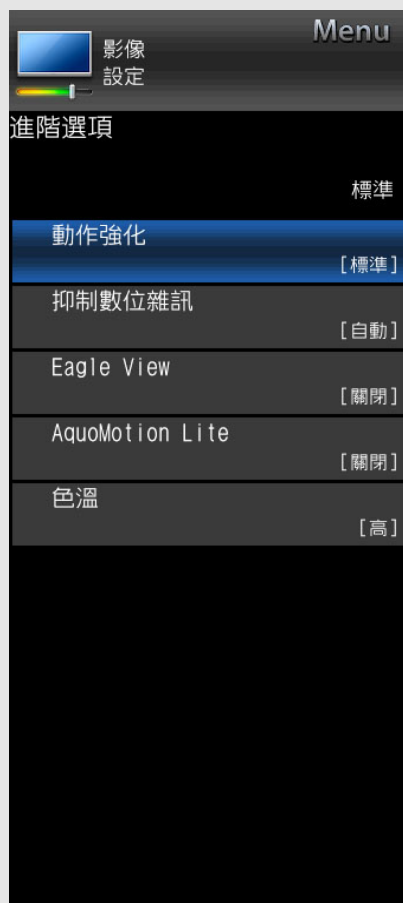 Menu
影像
設定
進階選項
標準
動作強化
[標準]
抑制數位雜訊
[自動]
Eagle View
[關閉]
AquoMotion Lite
[關閉]
色溫
[高]